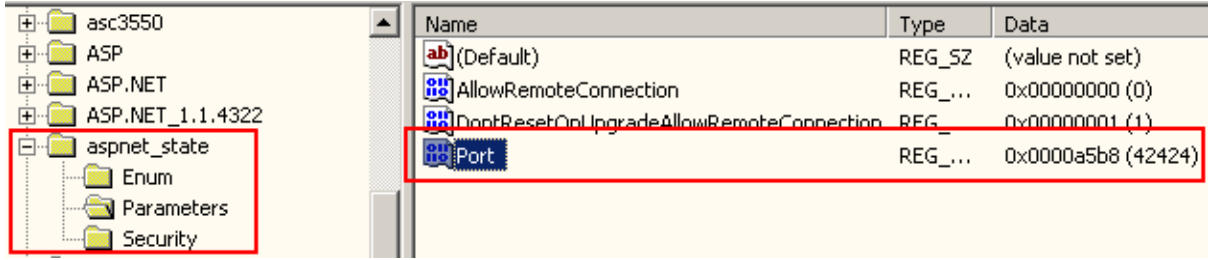 asc3550
ASP
ASP.NET
ASP.NET_1.1.4322
aspnet_state
Enum
Parameters
Security
Name Type Data
(Default) REG_SZ (value not set)
AllowRemoteConnection REG_... 0x00000000 (0)
DontResetOnUpgradeAllowRemoteConnection REG_... 0x00000001 (1)
Port REG_... 0x0000a5b8 (42424)